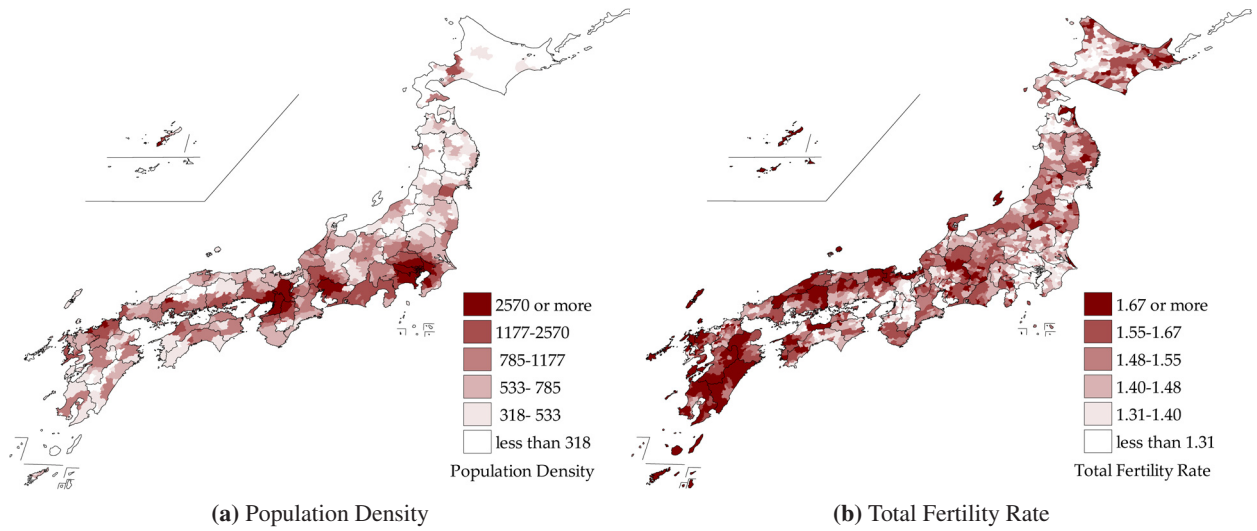 2570 or more
1177-2570
785-1177
533- 785
318- 533
less than 318
Population Density
(a) Population Density
1.67 or more
1.55-1.67
1.48-1.55
1.40-1.48
1.31-1.40
less than 1.31
Total Fertility Rate
(b) Total Fertility Rate